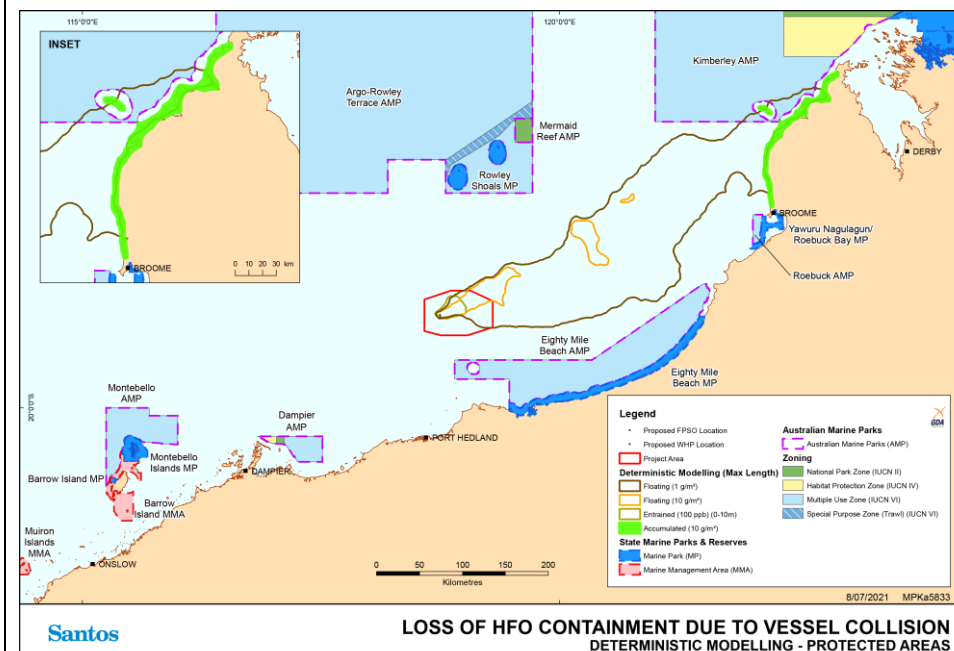 115°0'0"E
120°0'0"E
INSET
BROOME
0 10 20 30 km
Argo-Rowley
Terrace AMP
Kimberley AMP
Mermaid
Reef AMP
Rowley
Shoals MP
DERBY
BROOME
Yawuru Nagulagun/
Roebuck Bay MP
Roebuck AMP
Eighty Mile
Beach AMP
Eighty Mile
Beach MP
20°0'0"S
Montebello
AMP
Dampier
AMP
PORT HEDLAND
Montebello
Islands MP
DAMPIER
Barrow Island MP
Barrow
Island MMA
Muiron
Islands
MMA
ONSLOW
0 50 100 150 200
Kilometres
Legend
Proposed FPSO Location
Proposed WHP Location
Project Area
Deterministic Modelling (Max Length)
Floating (1 g/m²)
Floating (10 g/m²)
Entrained (100 ppb) (0-10m)
Accumulated (10 g/m²)
State Marine Parks & Reserves
Marine Park (MP)
Marine Management Area (MMA)
GDA
Australian Marine Parks
Australian Marine Parks (AMP)
Zoning
National Park Zone (IUCN II)
Habitat Protection Zone (IUCN IV)
Multiple Use Zone (IUCN VI)
Special Purpose Zone (Trawl) (IUCN VI)
8/07/2021 MPKa5833
Santos
LOSS OF HFO CONTAINMENT DUE TO VESSEL COLLISION
DETERMINISTIC MODELLING - PROTECTED AREAS